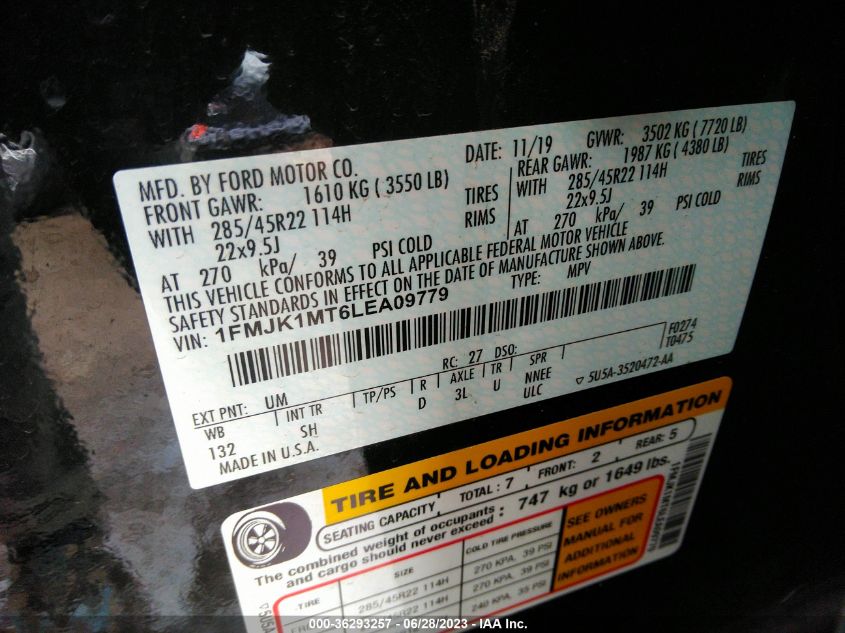 MFD. BY FORD MOTOR CO.
DATE: 11/19 GVWR: 3502 KG (7720 LB)
FRONT GAWR: 1610 KG (3550 LB)
REAR GAWR: 1987 KG (4380 LB)
WITH 285/45R22 114H TIRES
WITH 285/45R22 114H TIRES
22x9.5J RIMS
22x9.5J RIMS
AT 270 kPa/ 39 PSI COLD
AT 270 kPa/ 39 PSI COLD
THIS VEHICLE CONFORMS TO ALL APPLICABLE FEDERAL MOTOR VEHICLE
SAFETY STANDARDS IN EFFECT ON THE DATE OF MANUFACTURE SHOWN ABOVE.
VIN: 1FMJK1MT6LEA09779 TYPE: MPV
F0274
T0475
EXT PNT: UM RC: 27 DSO:
WB INT TR TP/PS R AXLE TR SPR
132 SH D 3L U NNEE
ULC
▽ 5U5A-3520472-AA
MADE IN U.S.A.
TIRE AND LOADING INFORMATION
SEATING CAPACITY TOTAL: 7 FRONT: 2 REAR: 5
The combined weight of occupants : 747 kg or 1649 lbs.
and cargo should never exceed
TIRE SIZE COLD TIRE PRESSURE
285/45R22 114H 270 KPA, 39 PSI
285/45R22 114H 270 KPA, 39 PSI
240 KPA, 35 PSI
SEE OWNERS
MANUAL FOR
ADDITIONAL
INFORMATION
COPART - 36293257 - 06/28/2023 - IAA Inc.